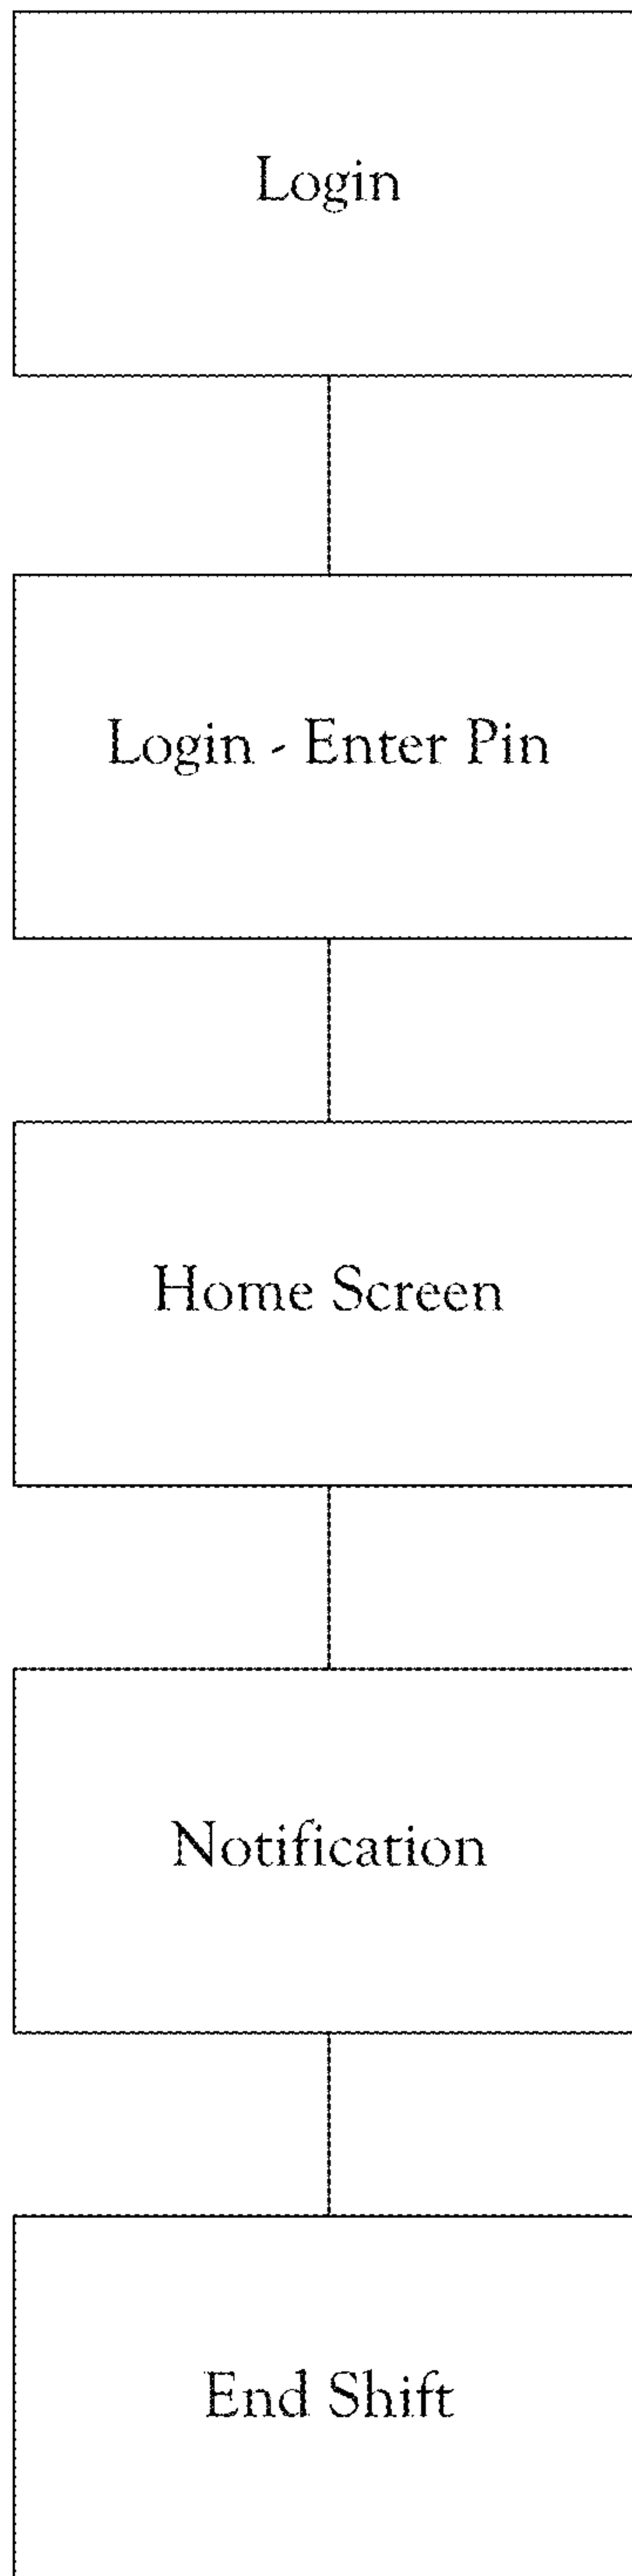 Login
Login - Enter Pin
Home Screen
Notification
End Shift